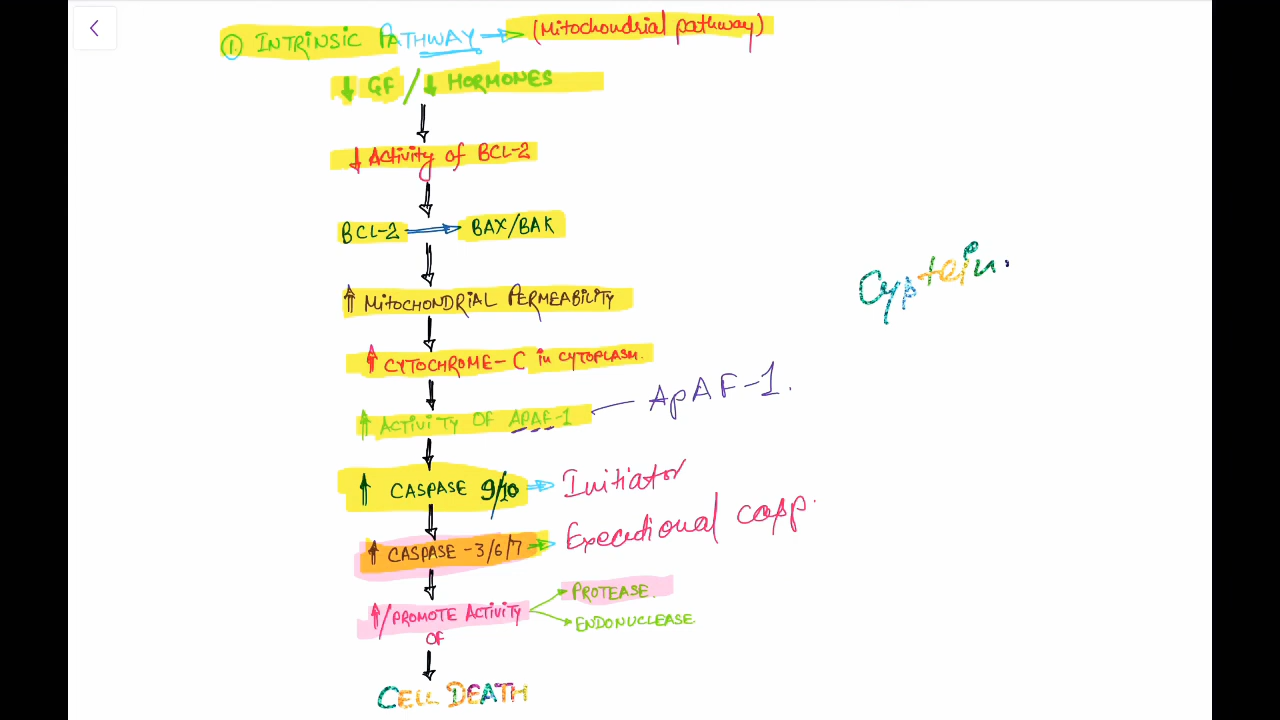 ① INTRINSIC PATHWAY → (Mitochondrial pathway)
↓ GF / ↓ HORMONES
↓ Activity of BCL-2
BCL-2 → BAX/BAK
↑ MITOCHONDRIAL PERMEABILITY
↑ CYTOCHROME-C in CYTOPLASM.
↑ ACTIVITY OF APAF-1
ApAF-1.
↑ CASPASE 9/10 → Initiator
↑ CASPASE -3/6/7 → Executional casp.
↑/PROMOTE ACTIVITY OF
PROTEASE.
ENDONUCLEASE
CELL DEATH
Cyptein.